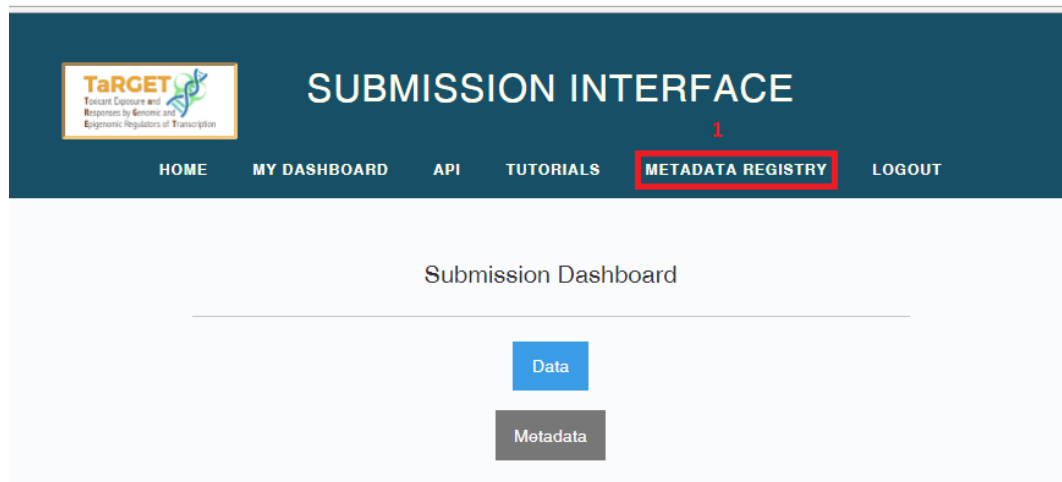 TaRGET
Toxicant Exposure and
Responses by Genomic and
Epigenomic Regulators of Transcription
SUBMISSION INTERFACE
1
HOME MY DASHBOARD API TUTORIALS METADATA REGISTRY LOGOUT
Submission Dashboard
Data
Metadata